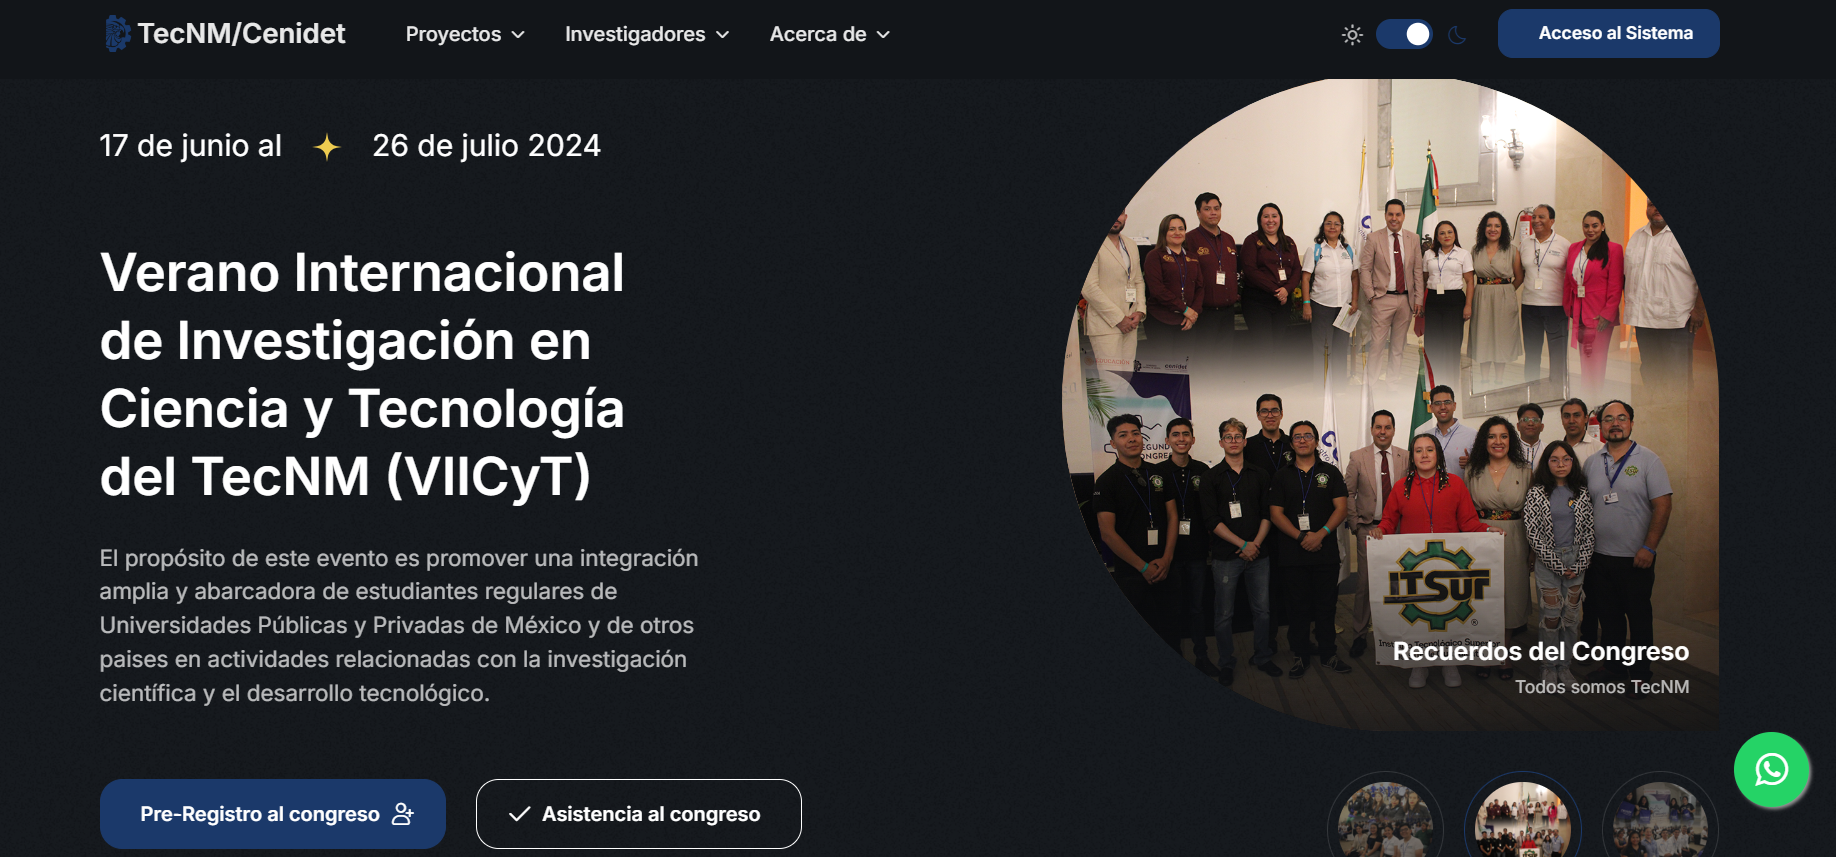 TecNM/Cenidet
Proyectos
Investigadores
Acerca de
Acceso al Sistema
17 de junio al
26 de julio 2024
Verano Internacional
de Investigación en
Ciencia y Tecnología
del TecNM (VIICyT)
El propósito de este evento es promover una integración
amplia y abarcadora de estudiantes regulares de
Universidades Públicas y Privadas de México y de otros
paises en actividades relacionadas con la investigación
científica y el desarrollo tecnológico.
cenidet
ITSur
®
Recuerdos del Congreso
Todos somos TecNM
Pre-Registro al congreso
Asistencia al congreso